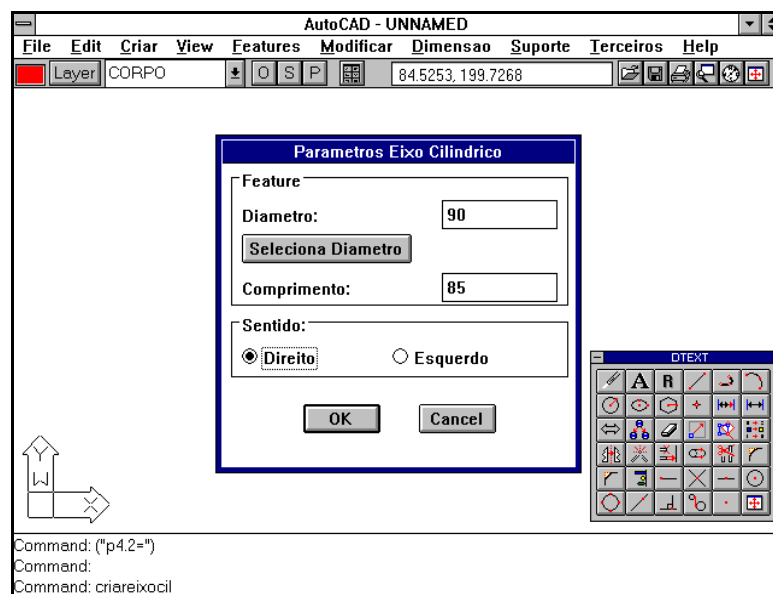 AutoCAD - UNNAMED
File Edit Criar View Features Modificar Dimensao Suporte Terceiros Help
Layer CORPO O S P 84.5253, 199.7268
Parametros Eixo Cilindrico
Feature
Diametro: 90
Seleciona Diametro
Comprimento: 85
Sentido:
Direito Esquerdo
OK Cancel
DTEXT
A R
Y
W
X
Command: ("p4.2=")
Command:
Command: criareixocil